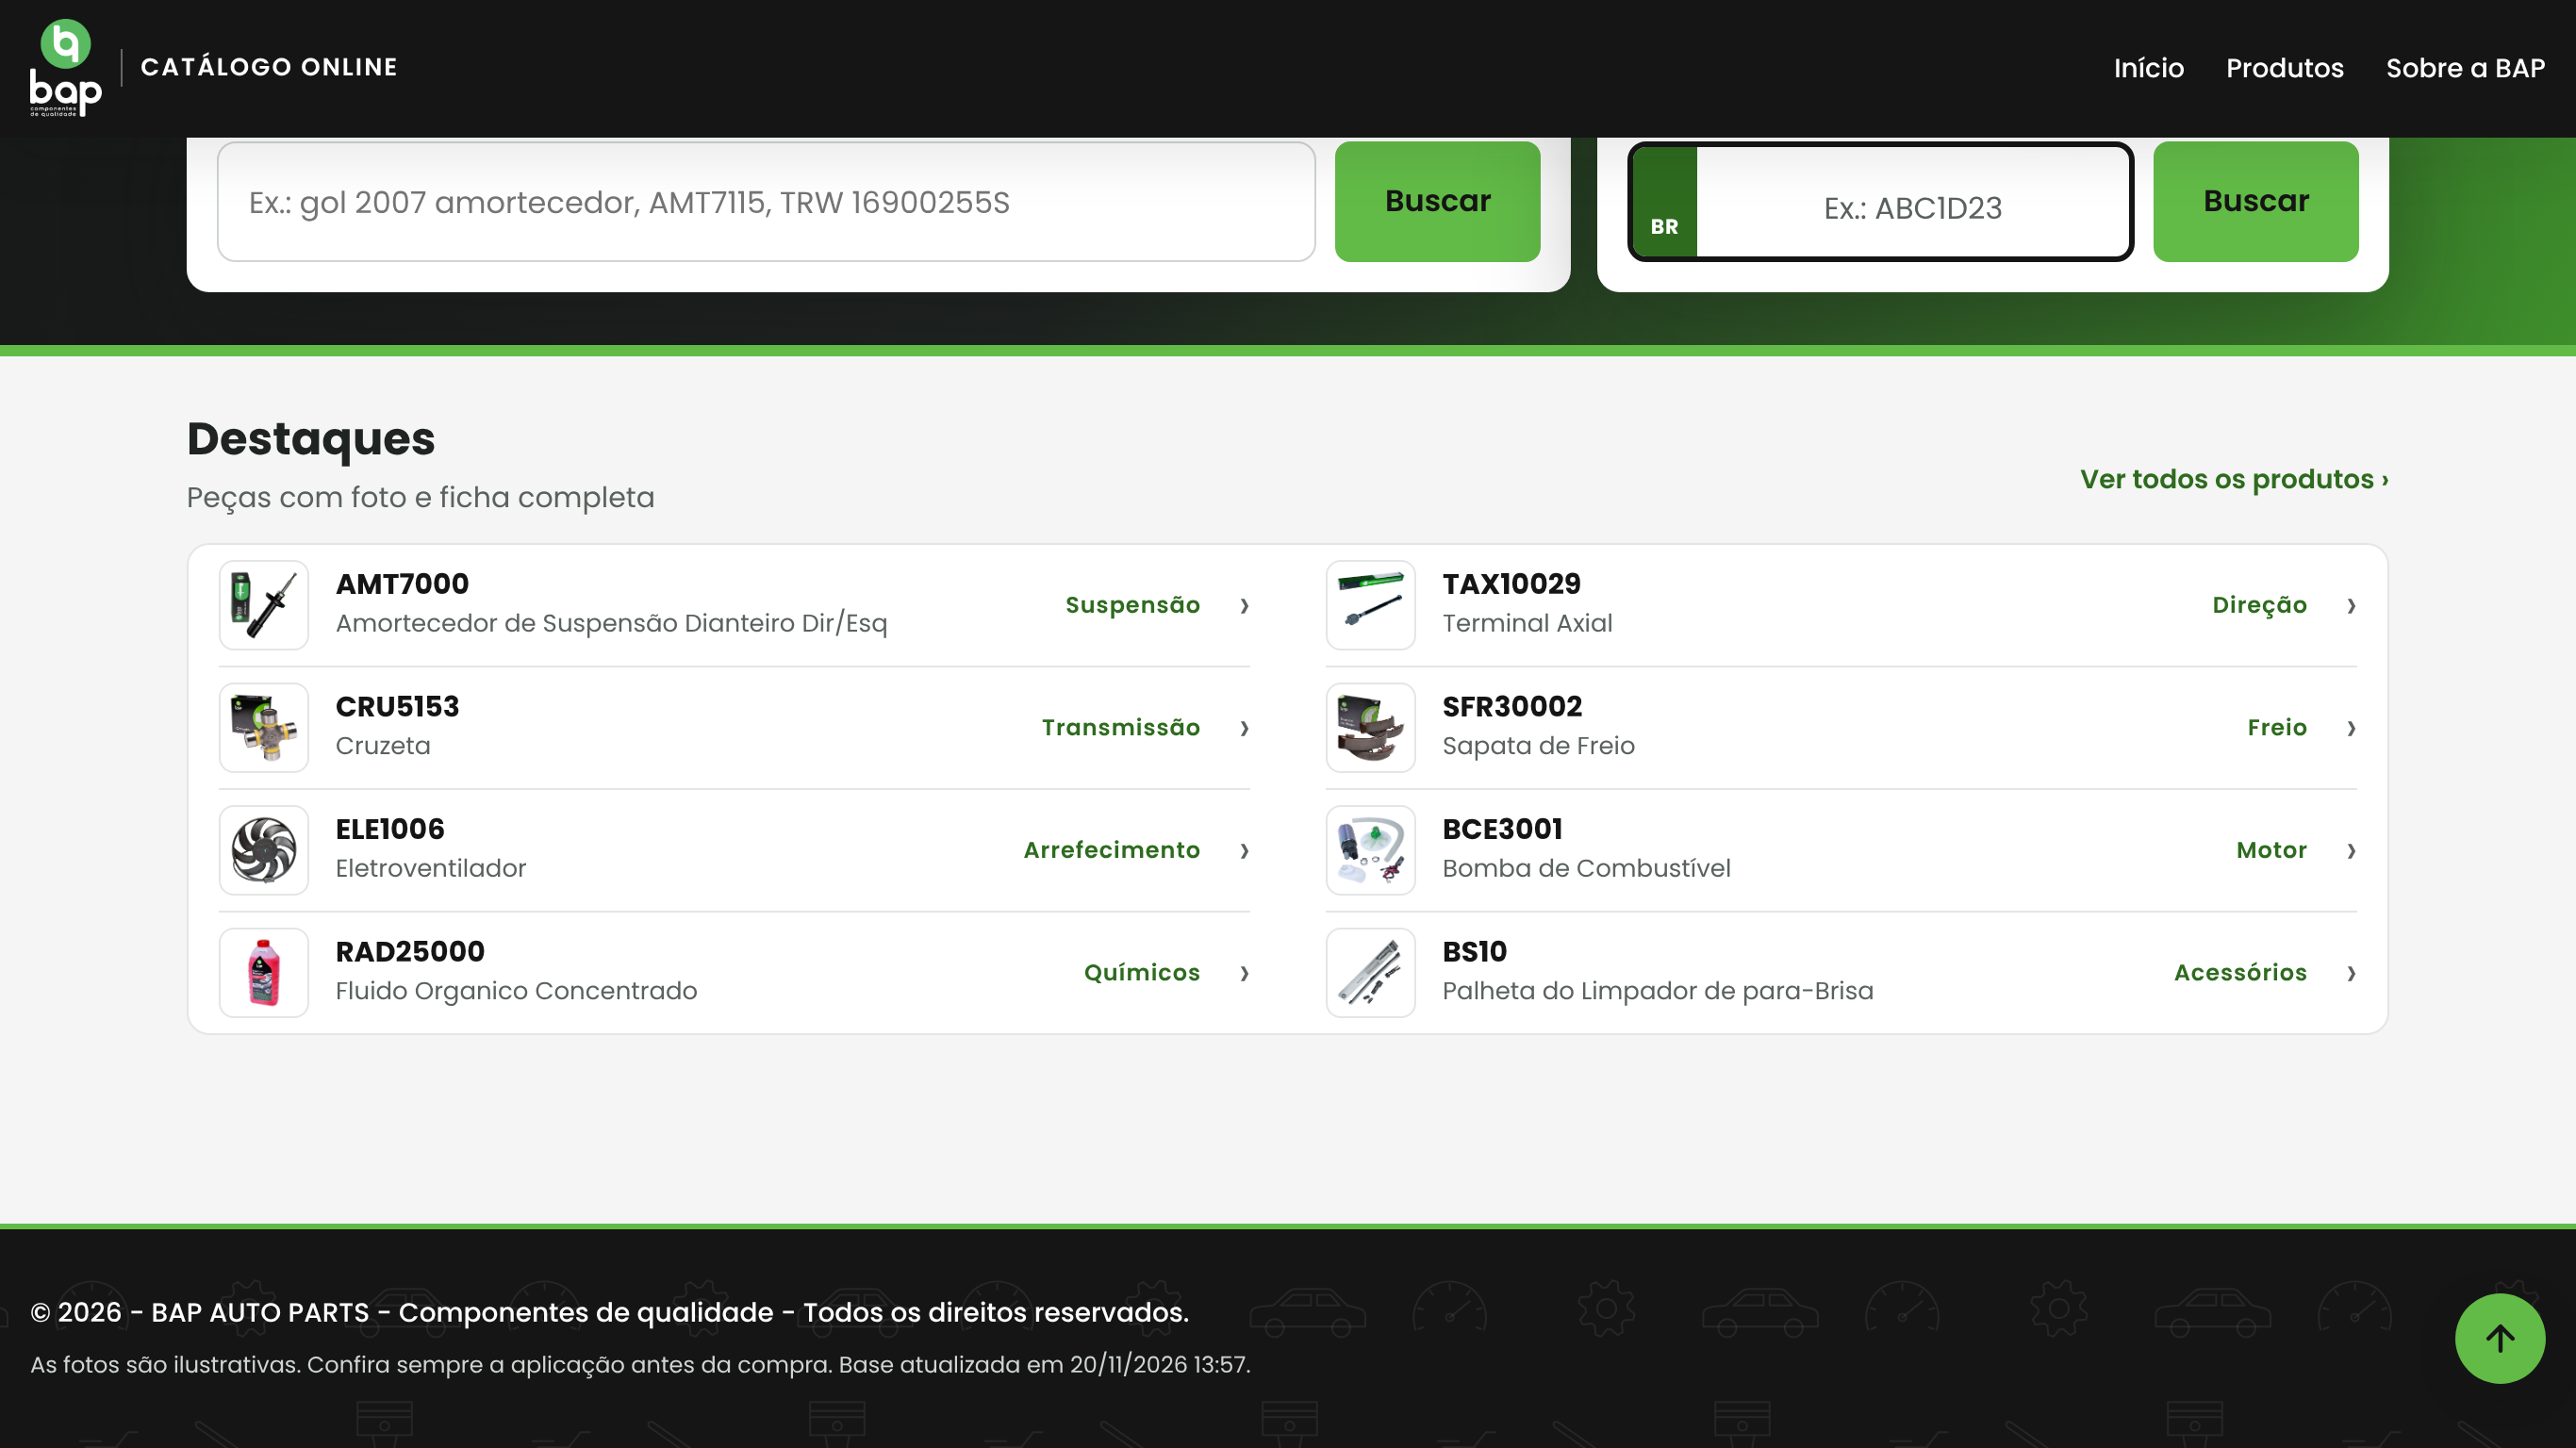 bap
componentes
de qualidade
CATÁLOGO ONLINE
Início
Produtos
Sobre a BAP
Ex.: gol 2007 amortecedor, AMT7115, TRW 16900255S
Buscar
BR
Ex.: ABC1D23
Buscar
Destaques
Peças com foto e ficha completa
Ver todos os produtos ›
AMT7000
Amortecedor de Suspensão Dianteiro Dir/Esq
Suspensão ›
TAX10029
Terminal Axial
Direção ›
CRU5153
Cruzeta
Transmissão ›
SFR30002
Sapata de Freio
Freio ›
ELE1006
Eletroventilador
Arrefecimento ›
BCE3001
Bomba de Combustível
Motor ›
RAD25000
Fluido Organico Concentrado
Químicos ›
BS10
Palheta do Limpador de para-Brisa
Acessórios ›
© 2026 - BAP AUTO PARTS - Componentes de qualidade - Todos os direitos reservados.
As fotos são ilustrativas. Confira sempre a aplicação antes da compra. Base atualizada em 20/11/2026 13:57.